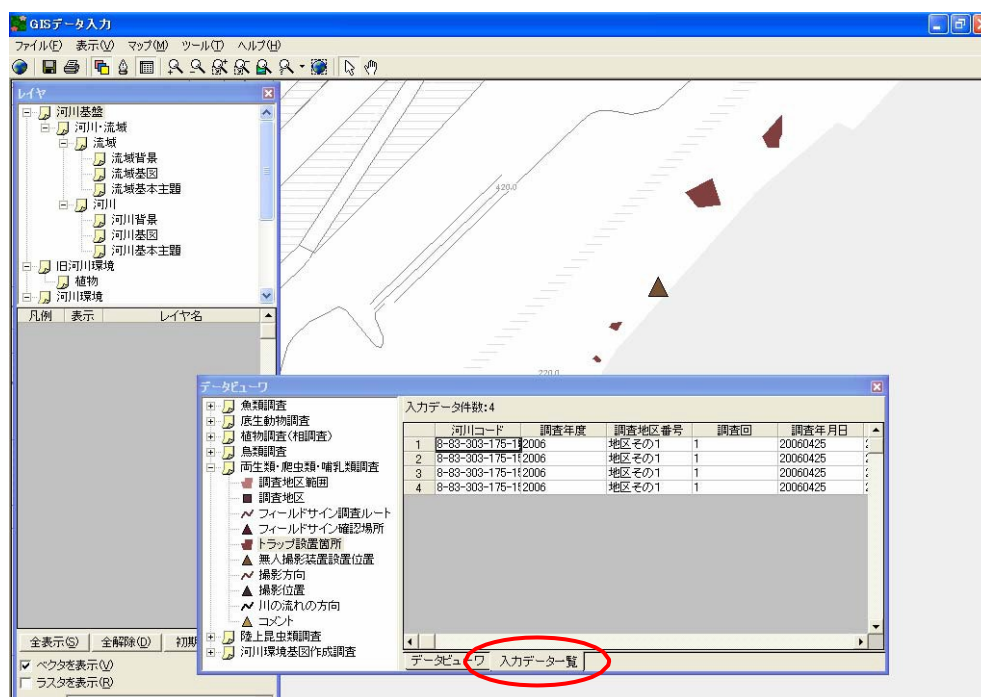 GISデータ入力
ファイル(F) 表示(V) マップ(M) ツール(T) ヘルプ(H)
レイヤ
河川基盤
河川・流域
流域
流域背景
流域基図
流域基本主題
河川
河川背景
河川基図
河川基本主題
旧河川環境
植物
河川環境
凡例 表示 レイヤ名
全表示(S) 全解除(D) 初期
ベクタを表示(V)
ラスタを表示(R)
420.0
220.0
データビューワ
魚類調査
底生動物調査
植物調査(相調査)
鳥類調査
両生類・爬虫類・哺乳類調査
調査地区範囲
調査地区
フィールドサイン調査ルート
フィールドサイン確認場所
トラップ設置箇所
無人撮影装置設置位置
撮影方向
撮影位置
川の流れの方向
コメント
陸上昆虫類調査
河川環境基図作成調査
入力データ件数:4
河川コード 調査年度 調査地区番号 調査回 調査年月日
1 8-83-303-175-1 2006 地区その1 1 20060425
2 8-83-303-175-1 2006 地区その1 1 20060425
3 8-83-303-175-1 2006 地区その1 1 20060425
4 8-83-303-175-1 2006 地区その1 1 20060425
データビューワ 入力データ一覧